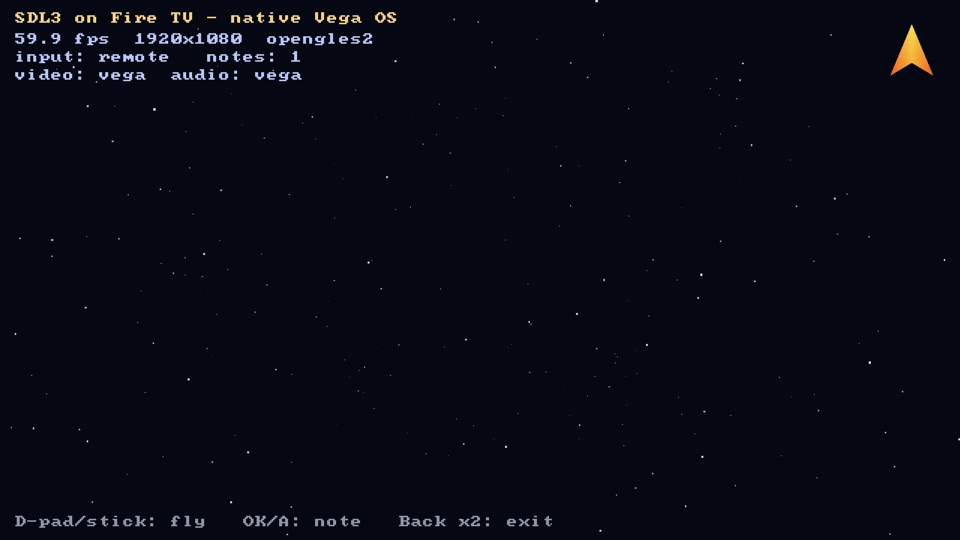 SDL3 on Fire TV - native Vega OS
59.9 fps  1920x1080  opengles2
input: remote   notes: 1
video: vega  audio: vega
D-pad/stick: fly   OK/A: note   Back x2: exit